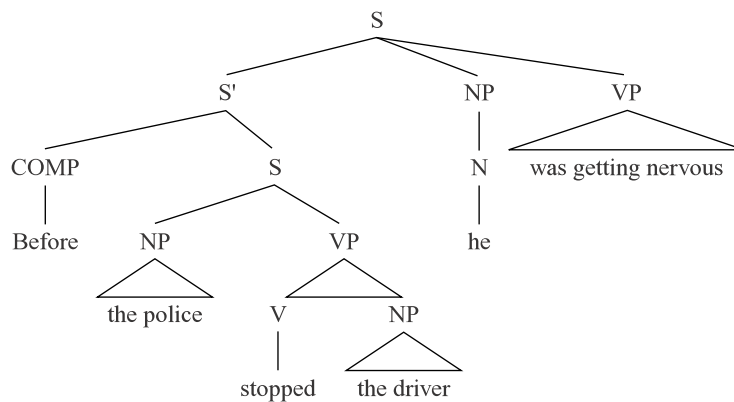 S
S' NP VP
COMP S N was getting nervous
Before NP VP he
the police V NP
stopped the driver